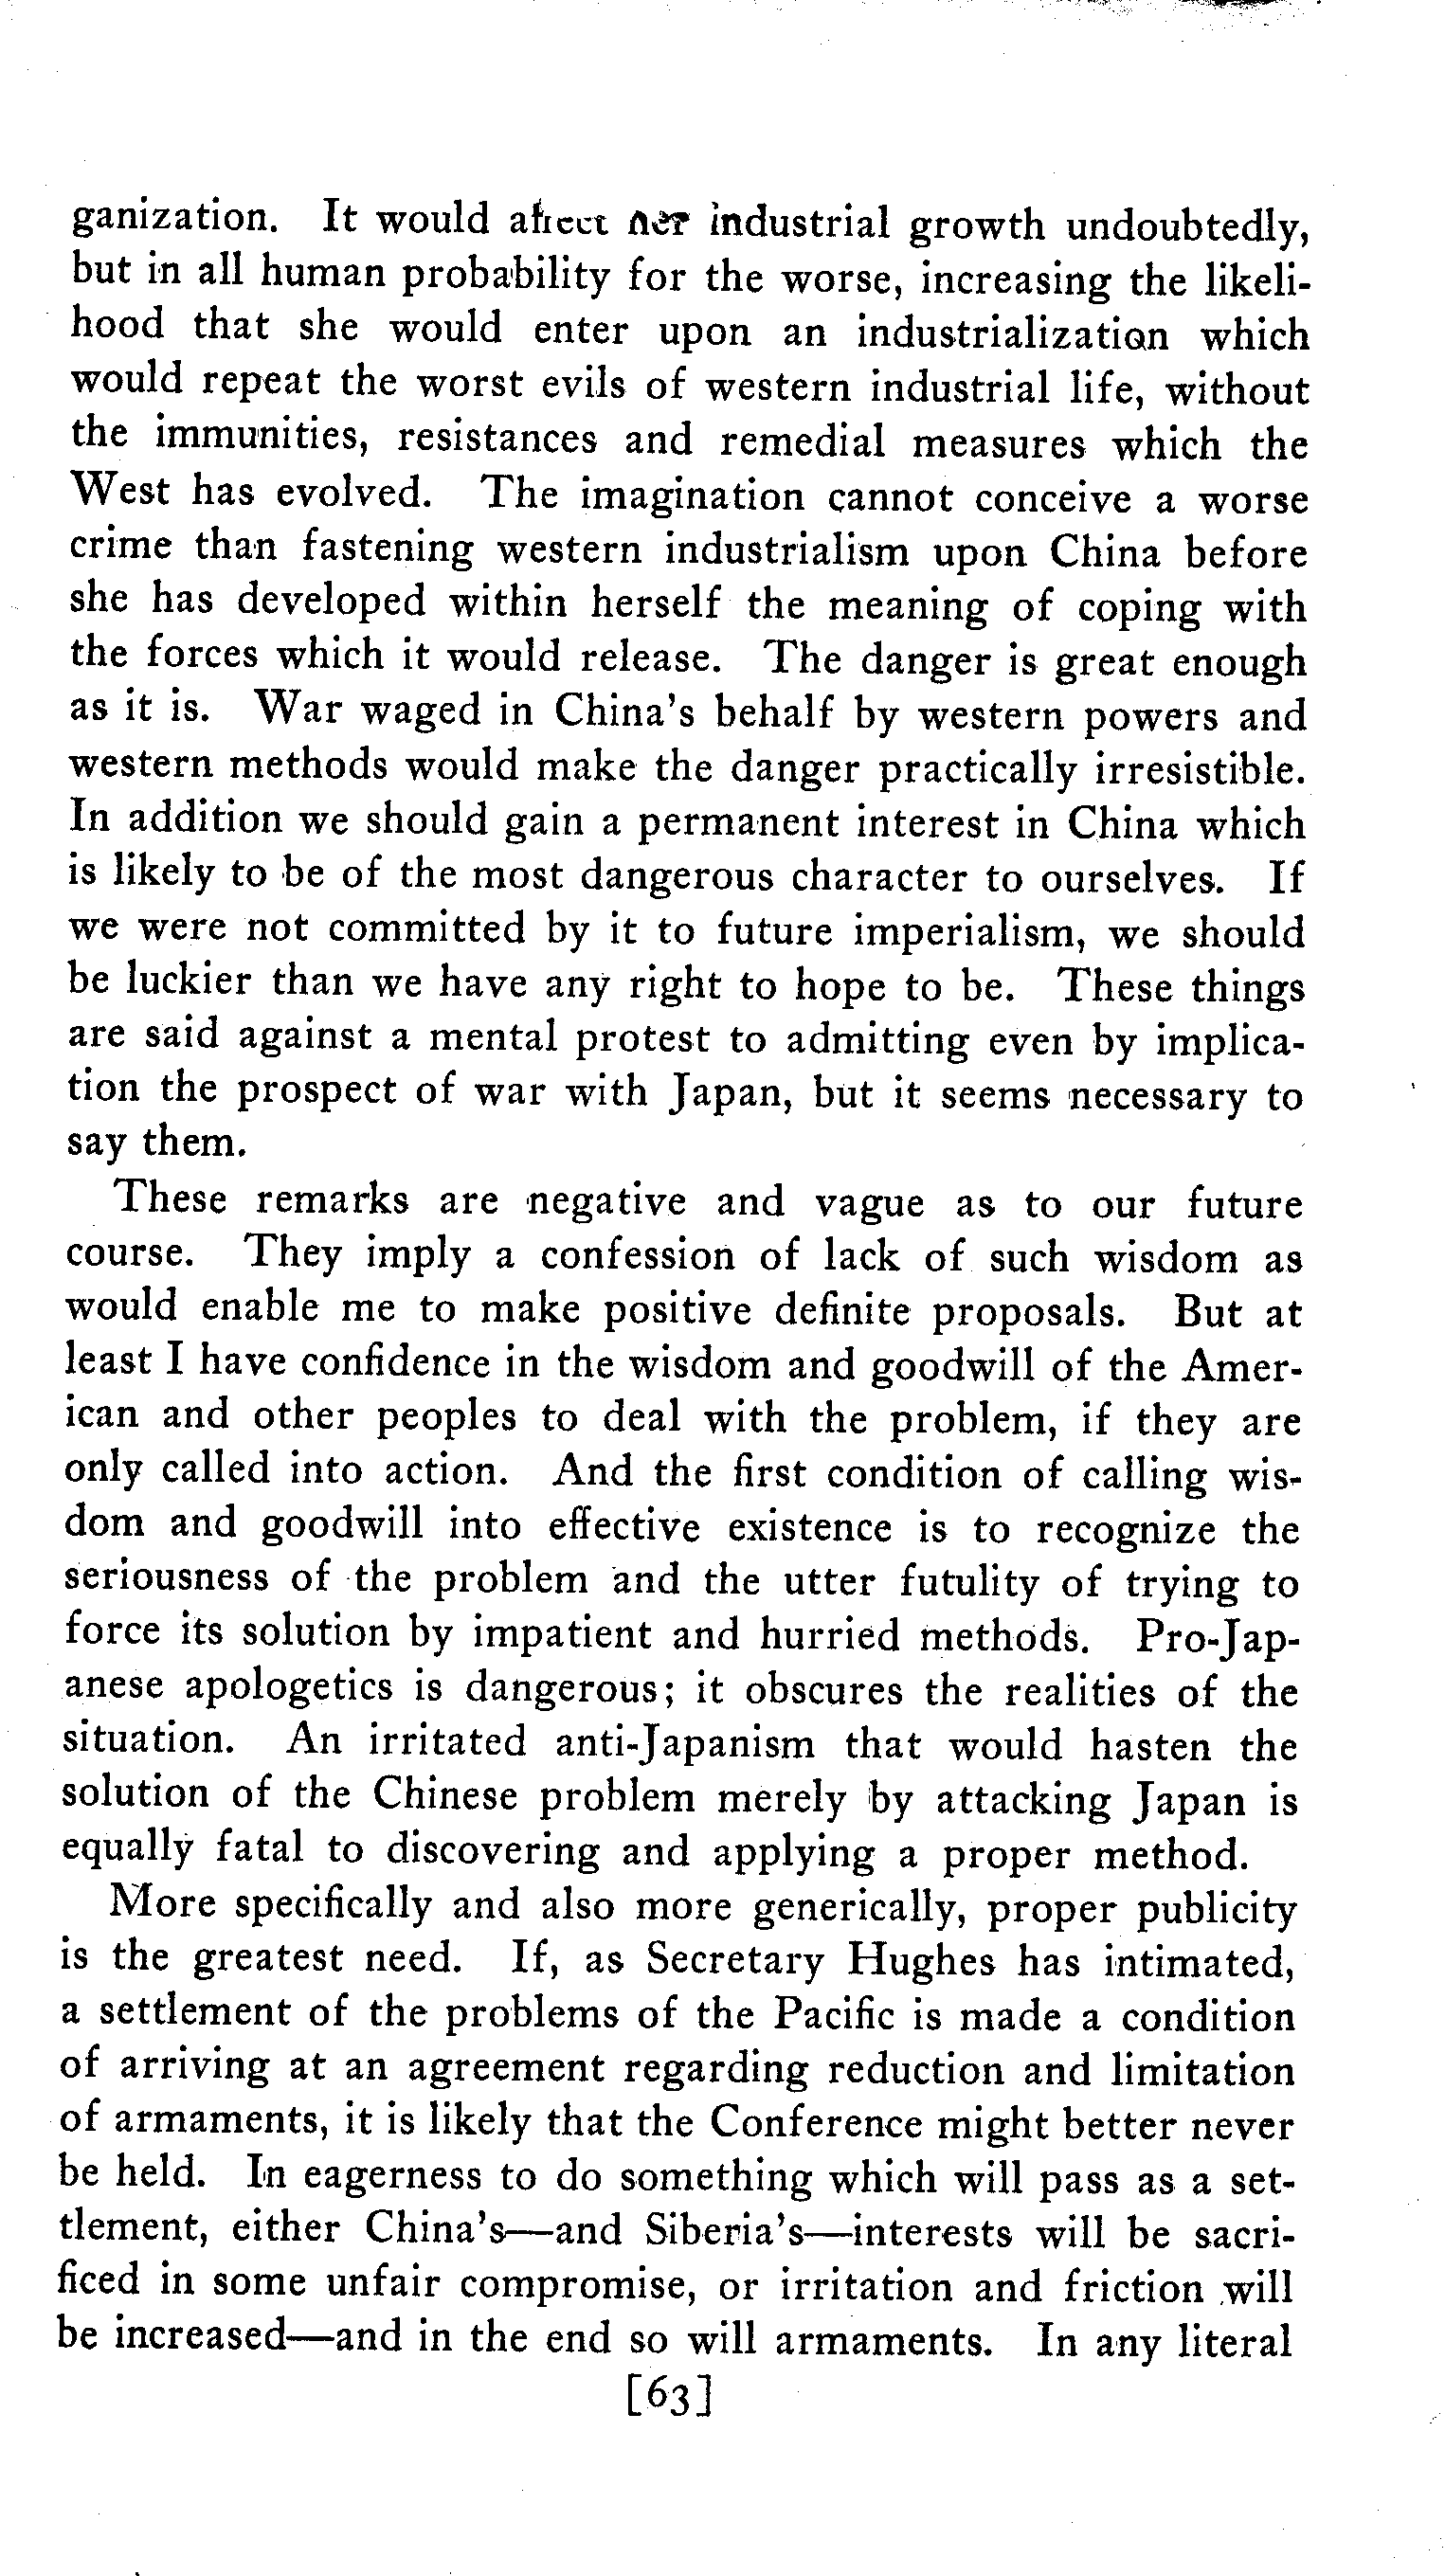 ganization. It would affect her industrial growth undoubtedly,
but in all human probability for the worse, increasing the likeli-
hood that she would enter upon an industrialization which
would repeat the worst evils of western industrial life, without
the immunities, resistances and remedial measures which the
West has evolved. The imagination cannot conceive a worse
crime than fastening western industrialism upon China before
she has developed within herself the meaning of coping with
the forces which it would release. The danger is great enough
as it is. War waged in China's behalf by western powers and
western methods would make the danger practically irresistible.
In addition we should gain a permanent interest in China which
is likely to be of the most dangerous character to ourselves. If
we were not committed by it to future imperialism, we should
be luckier than we have any right to hope to be. These things
are said against a mental protest to admitting even by implica-
tion the prospect of war with Japan, but it seems necessary to
say them.
These remarks are negative and vague as to our future
course. They imply a confession of lack of such wisdom as
would enable me to make positive definite proposals. But at
least I have confidence in the wisdom and goodwill of the Amer-
ican and other peoples to deal with the problem, if they are
only called into action. And the first condition of calling wis-
dom and goodwill into effective existence is to recognize the
seriousness of the problem and the utter futulity of trying to
force its solution by impatient and hurried methods. Pro-Jap-
anese apologetics is dangerous; it obscures the realities of the
situation. An irritated anti-Japanism that would hasten the
solution of the Chinese problem merely by attacking Japan is
equally fatal to discovering and applying a proper method.
More specifically and also more generically, proper publicity
is the greatest need. If, as Secretary Hughes has intimated,
a settlement of the problems of the Pacific is made a condition
of arriving at an agreement regarding reduction and limitation
of armaments, it is likely that the Conference might better never
be held. In eagerness to do something which will pass as a set-
tlement, either China's—and Siberia's—interests will be sacri-
ficed in some unfair compromise, or irritation and friction will
be increased—and in the end so will armaments. In any literal
[63]